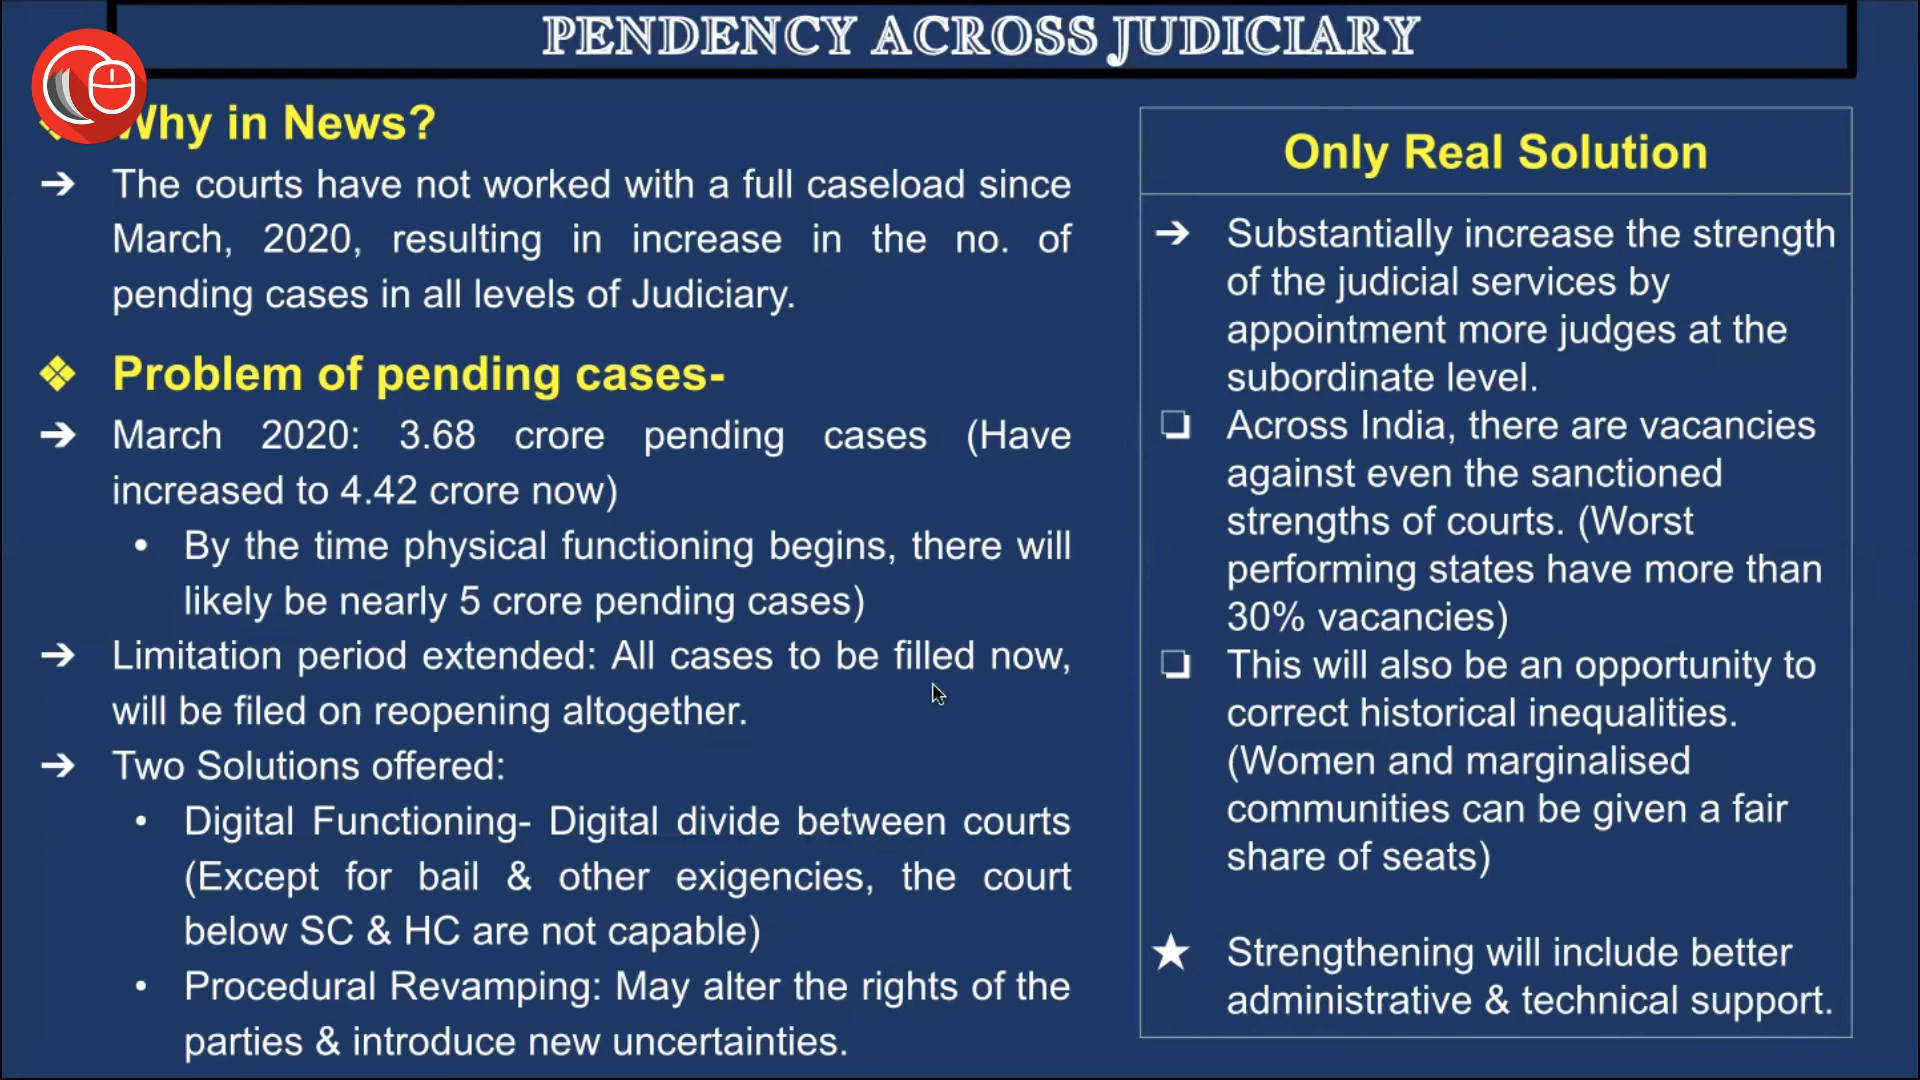 PENDENCY ACROSS JUDICIARY
Why in News?
➔ The courts have not worked with a full caseload since
March, 2020, resulting in increase in the no. of
pending cases in all levels of Judiciary.
❖ Problem of pending cases-
➔ March 2020: 3.68 crore pending cases (Have
increased to 4.42 crore now)
• By the time physical functioning begins, there will
likely be nearly 5 crore pending cases)
➔ Limitation period extended: All cases to be filled now,
will be filed on reopening altogether.
➔ Two Solutions offered:
• Digital Functioning- Digital divide between courts
(Except for bail & other exigencies, the court
below SC & HC are not capable)
• Procedural Revamping: May alter the rights of the
parties & introduce new uncertainties.
Only Real Solution
➔ Substantially increase the strength
of the judicial services by
appointment more judges at the
subordinate level.
❏ Across India, there are vacancies
against even the sanctioned
strengths of courts. (Worst
performing states have more than
30% vacancies)
❏ This will also be an opportunity to
correct historical inequalities.
(Women and marginalised
communities can be given a fair
share of seats)
★ Strengthening will include better
administrative & technical support.